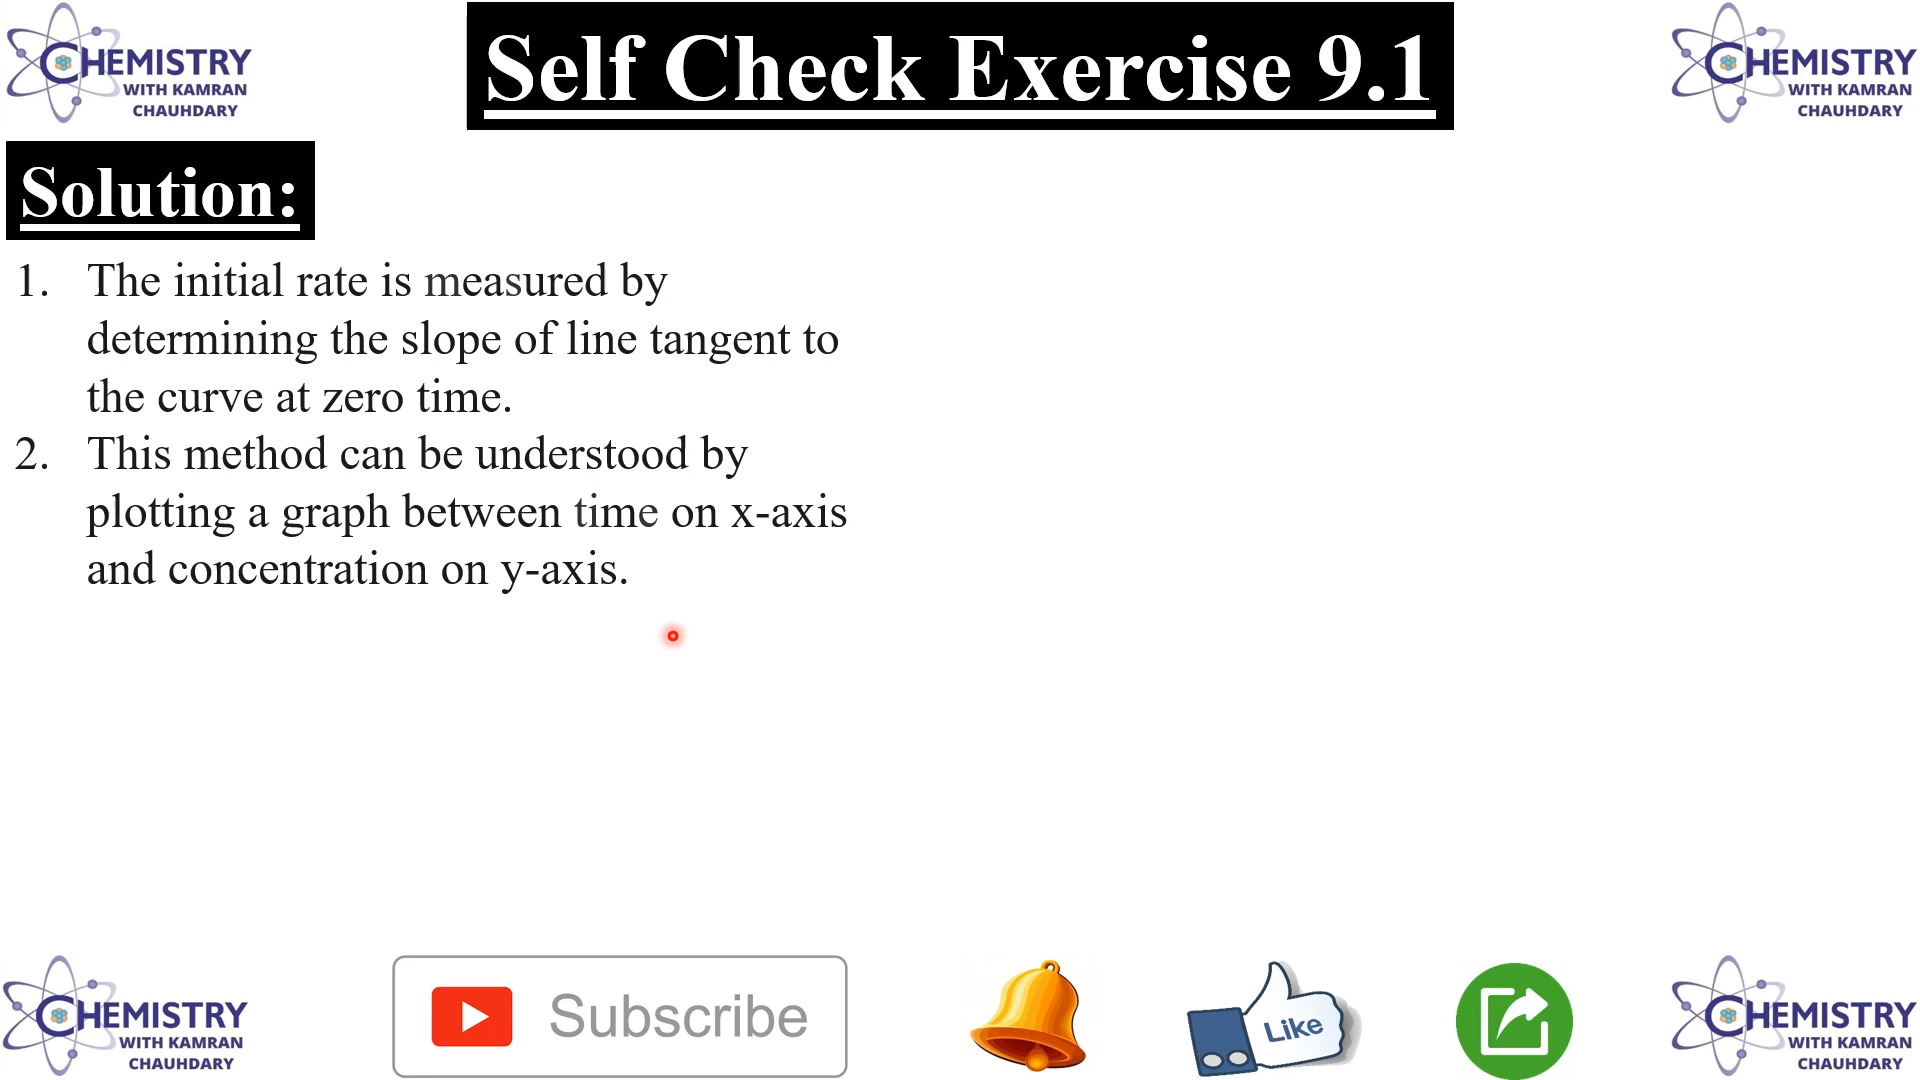 CHEMISTRY
WITH KAMRAN
CHAUHDARY
Self Check Exercise 9.1
CHEMISTRY
WITH KAMRAN
CHAUHDARY
Solution:
1. The initial rate is measured by
determining the slope of line tangent to
the curve at zero time.
2. This method can be understood by
plotting a graph between time on x-axis
and concentration on y-axis.
CHEMISTRY
WITH KAMRAN
CHAUHDARY
Subscribe
Like
CHEMISTRY
WITH KAMRAN
CHAUHDARY